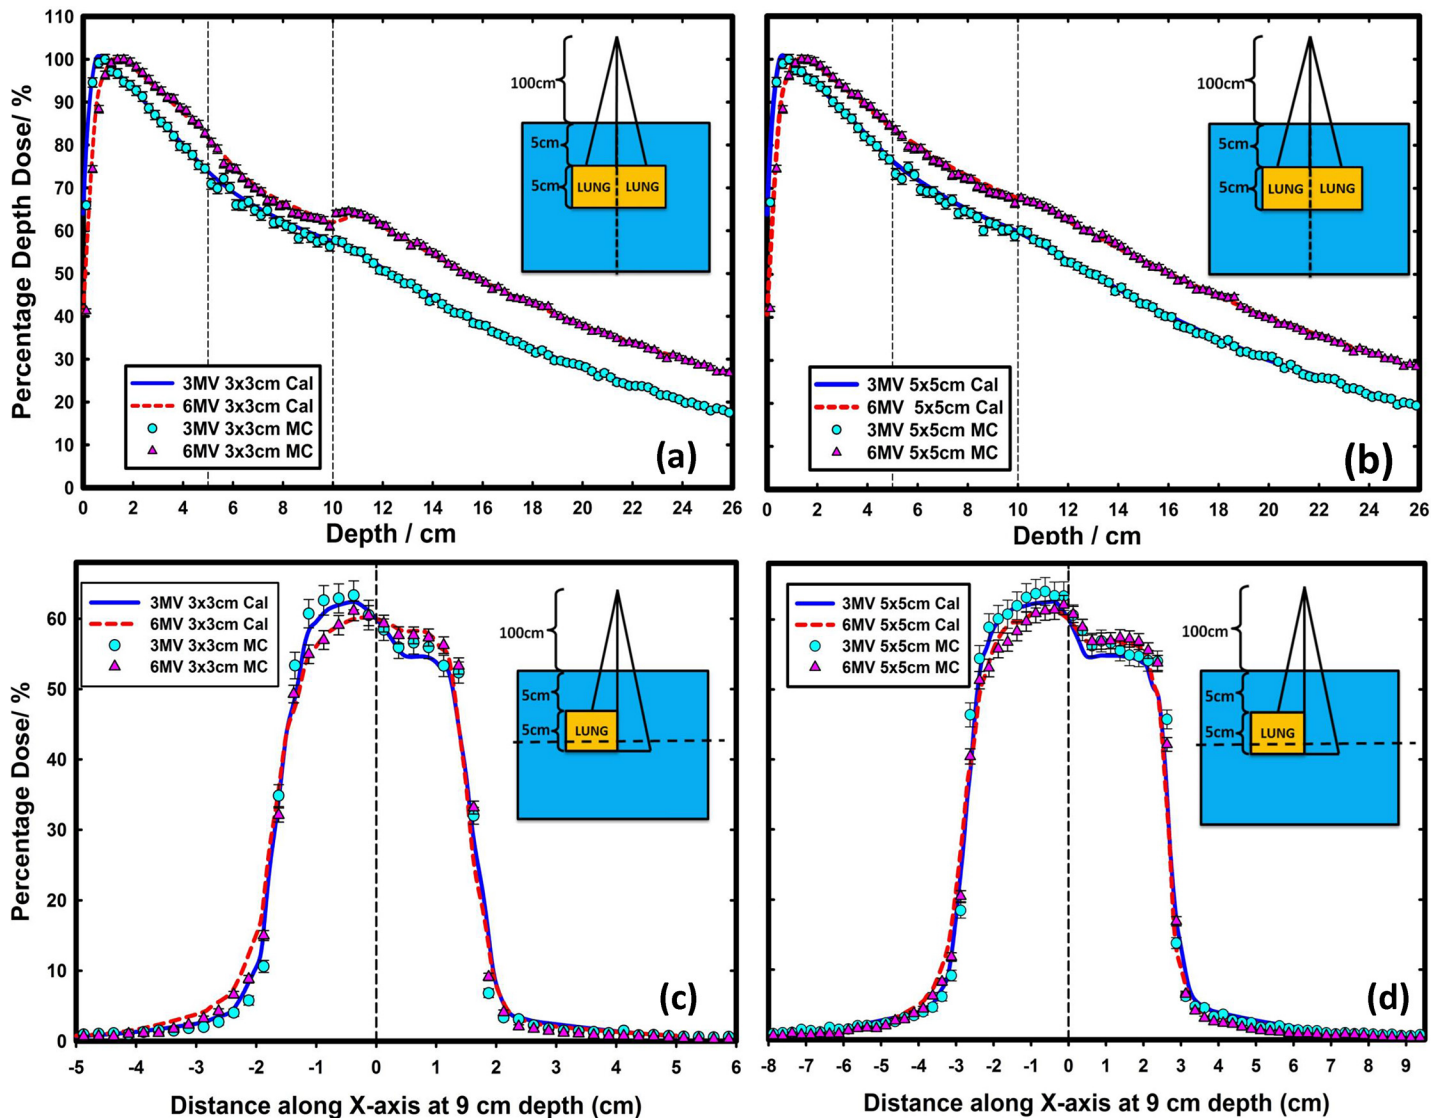 Percentage Depth Dose/ %
110
100
90
80
70
60
50
40
30
20
10
0
100cm
5cm
5cm
LUNG LUNG
3MV 3x3cm Cal
6MV 3x3cm Cal
3MV 3x3cm MC
6MV 3x3cm MC
(a)
0 2 4 6 8 10 12 14 16 18 20 22 24 26
Depth / cm
100cm
5cm
5cm
LUNG LUNG
3MV 5x5cm Cal
6MV 5x5cm Cal
3MV 5x5cm MC
6MV 5x5cm MC
(b)
0 2 4 6 8 10 12 14 16 18 20 22 24 26
Depth / cm
Percentage Dose/ %
60
50
40
30
20
10
0
3MV 3x3cm Cal
6MV 3x3cm Cal
3MV 3x3cm MC
6MV 3x3cm MC
100cm
5cm
5cm
LUNG
(c)
-5 -4 -3 -2 -1 0 1 2 3 4 5 6
Distance along X-axis at 9 cm depth (cm)
3MV 5x5cm Cal
6MV 5x5cm Cal
3MV 5x5cm MC
6MV 5x5cm MC
100cm
5cm
5cm
LUNG
(d)
-8 -7 -6 -5 -4 -3 -2 -1 0 1 2 3 4 5 6 7 8 9
Distance along X-axis at 9 cm depth (cm)